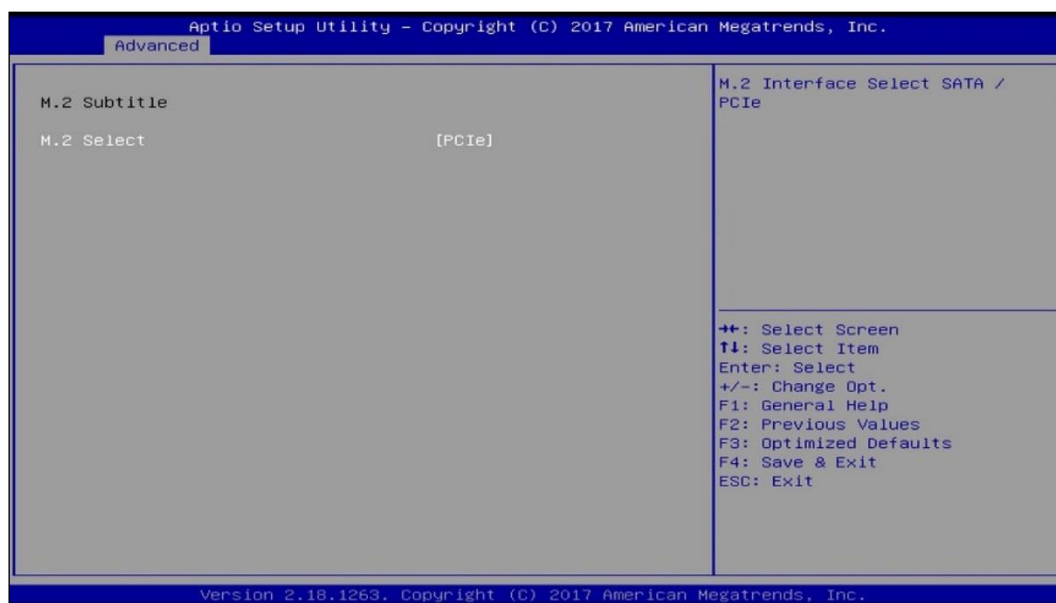 Aptio Setup Utility – Copyright (C) 2017 American Megatrends, Inc.
Advanced
M.2 Subtitle
M.2 Select [PCIe]
M.2 Interface Select SATA /
PCIe
→←: Select Screen
↑↓: Select Item
Enter: Select
+/-: Change Opt.
F1: General Help
F2: Previous Values
F3: Optimized Defaults
F4: Save & Exit
ESC: Exit
Version 2.18.1263. Copyright (C) 2017 American Megatrends, Inc.